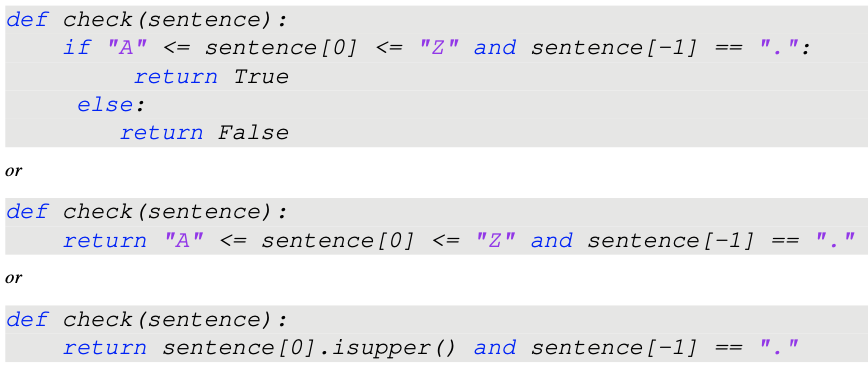 def check(sentence):
    if "A" <= sentence[0] <= "Z" and sentence[-1] == ".":
         return True
     else:
        return False
or
def check(sentence):
    return "A" <= sentence[0] <= "Z" and sentence[-1] == "."
or
def check(sentence):
    return sentence[0].isupper() and sentence[-1] == "."